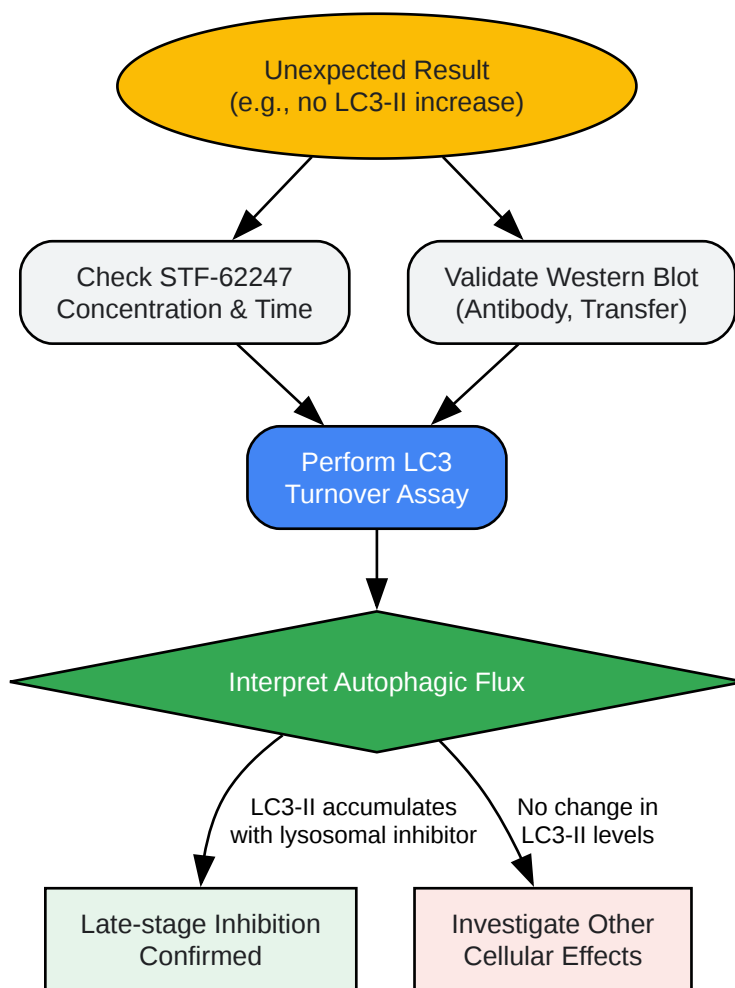 Unexpected Result
(e.g., no LC3-II increase)
Check STF-62247
Concentration & Time
Validate Western Blot
(Antibody, Transfer)
Perform LC3
Turnover Assay
Interpret Autophagic Flux
LC3-II accumulates
with lysosomal inhibitor
No change in
LC3-II levels
Late-stage Inhibition
Confirmed
Investigate Other
Cellular Effects